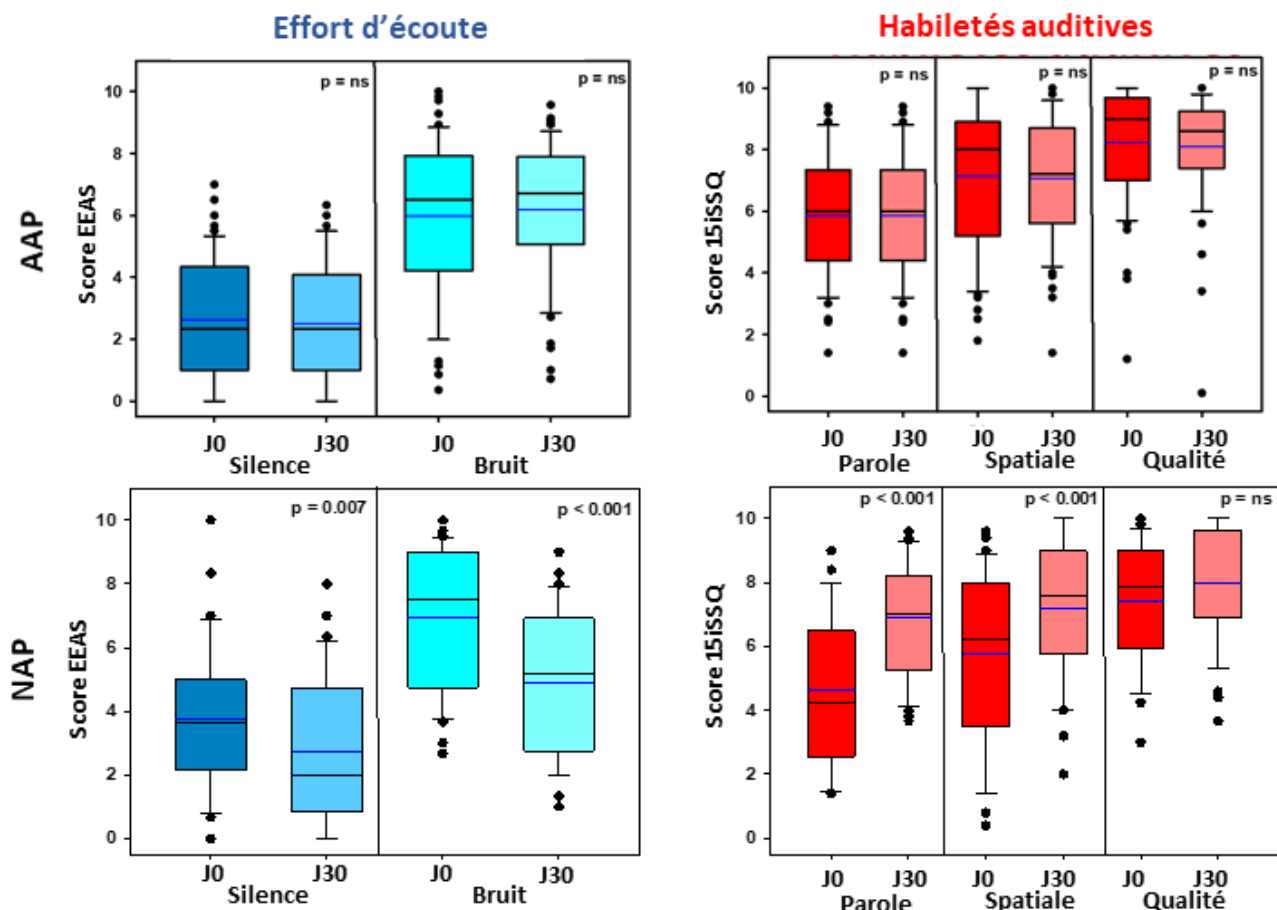 Effort d'écoute
Habiletés auditives
AAP
Score EEAS
10
8
6
4
2
0
p = ns
p = ns
J0
J30
J0
J30
Silence
Bruit
Score 15iSSQ
10
8
6
4
2
0
p = ns
p = ns
p = ns
J0
J30
J0
J30
J0
J30
Parole
Spatiale
Qualité
NAP
Score EEAS
10
8
6
4
2
0
p = 0.007
p < 0.001
J0
J30
J0
J30
Silence
Bruit
Score 15iSSQ
10
8
6
4
2
0
p < 0.001
p < 0.001
p = ns
J0
J30
J0
J30
J0
J30
Parole
Spatiale
Qualité